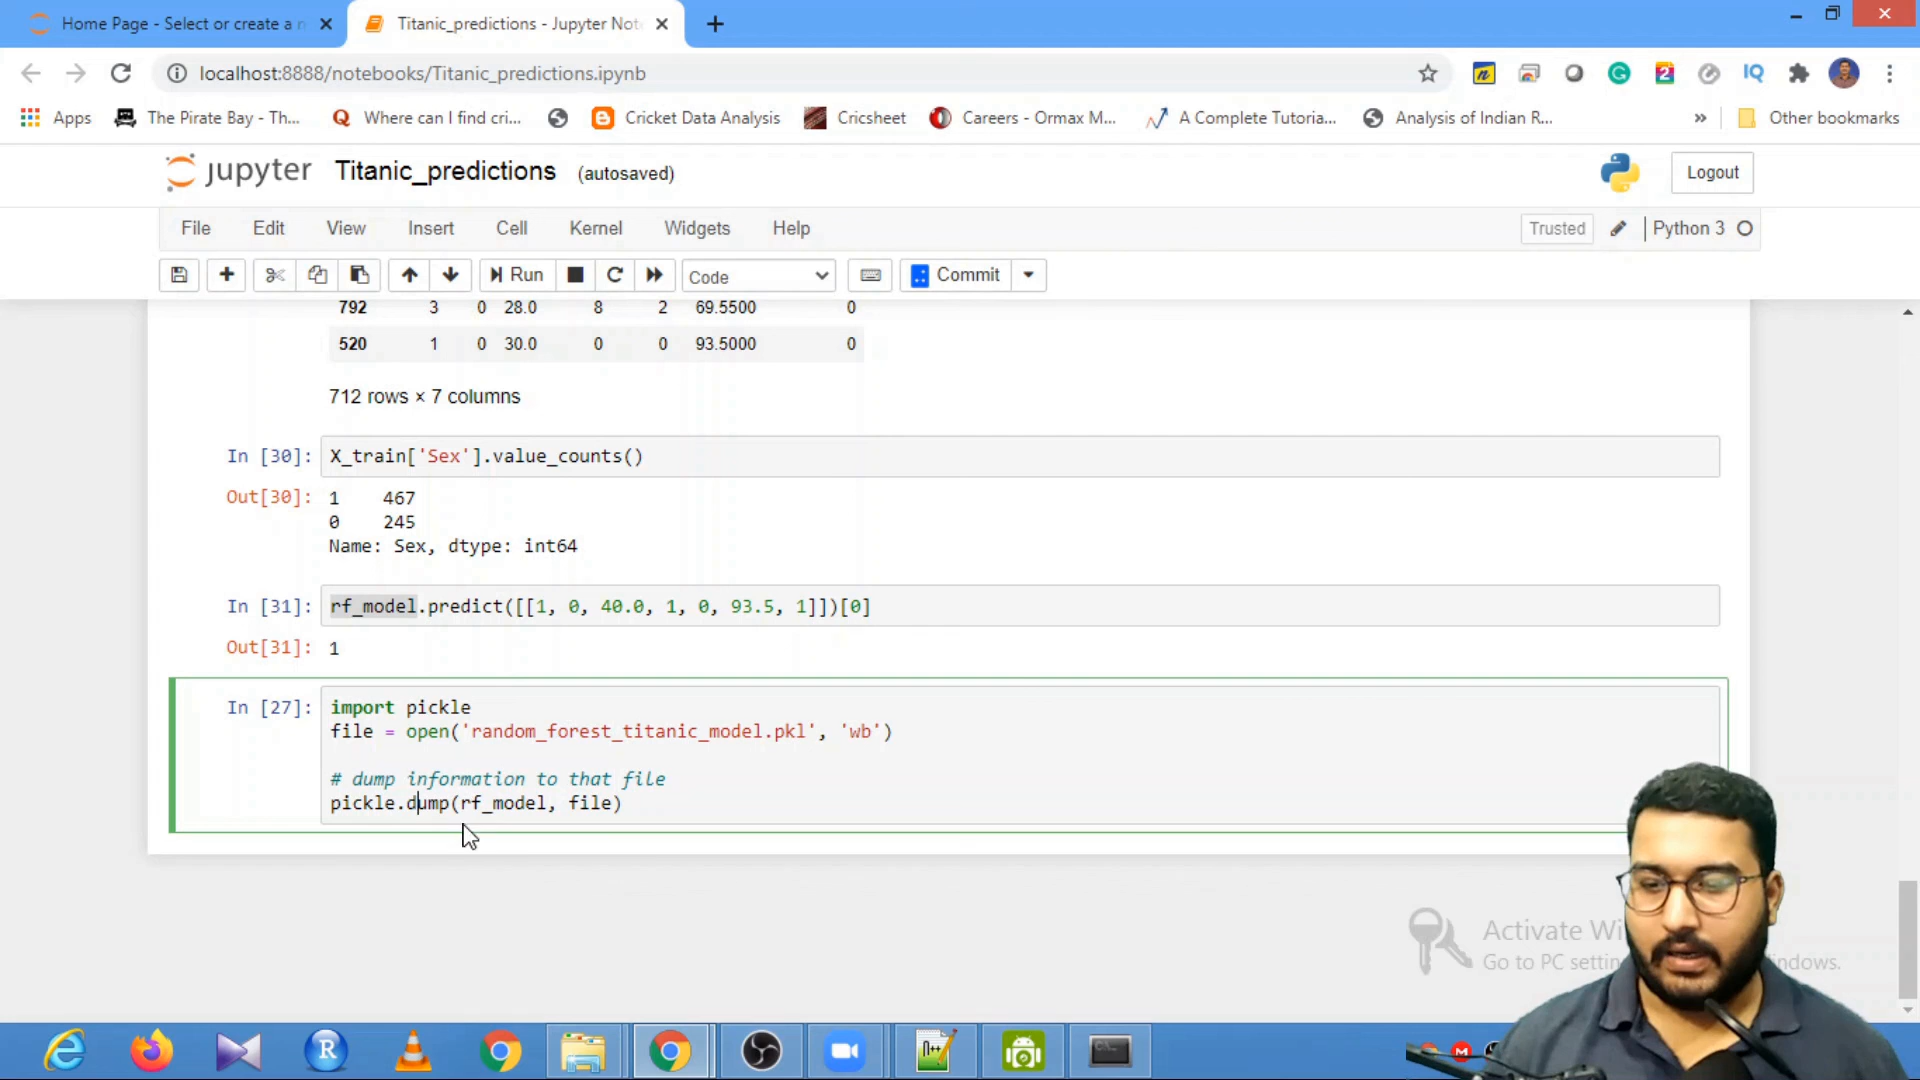 Home Page - Select or create a n
Titanic_predictions - Jupyter Note
localhost:8888/notebooks/Titanic_predictions.ipynb
n 2 IQ
Apps The Pirate Bay - Th... Where can I find cri... Cricket Data Analysis Cricsheet Careers - Ormax M... A Complete Tutoria... Analysis of Indian R... » Other bookmarks
jupyter Titanic_predictions (autosaved) Logout
File Edit View Insert Cell Kernel Widgets Help Trusted Python 3
Run Code Commit
792 3 0 28.0 8 2 69.5500 0
520 1 0 30.0 0 0 93.5000 0
712 rows × 7 columns
In [30]: X_train['Sex'].value_counts()
Out[30]: 1 467
0 245
Name: Sex, dtype: int64
In [31]: rf_model.predict([[1, 0, 40.0, 1, 0, 93.5, 1]])[0]
Out[31]: 1
In [27]: import pickle
file = open('random_forest_titanic_model.pkl', 'wb')
# dump information to that file
pickle.dump(rf_model, file)
Activate Wi
Go to PC settin indows.